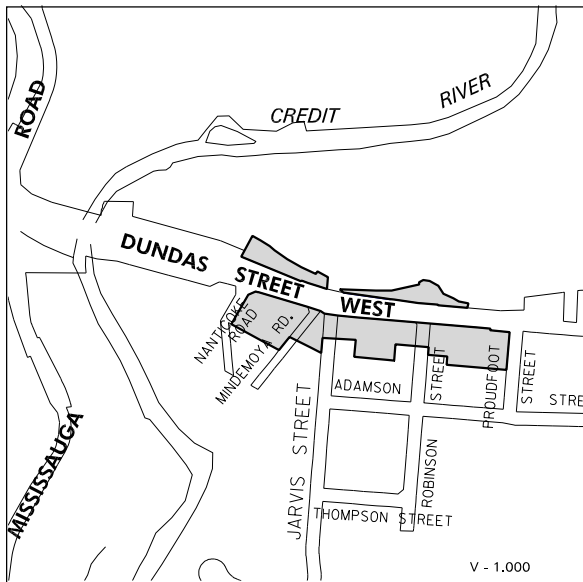 ROAD
CREDIT
RIVER
DUNDAS
STREET
WEST
NANTICOKE
ROAD
MINDEMOYA RD.
MISSISSAUGA
JARVIS STREET
ADAMSON
STREET
PROUDFOOT
STREET
STRE
ROBINSON
THOMPSON STREET
V - 1.000